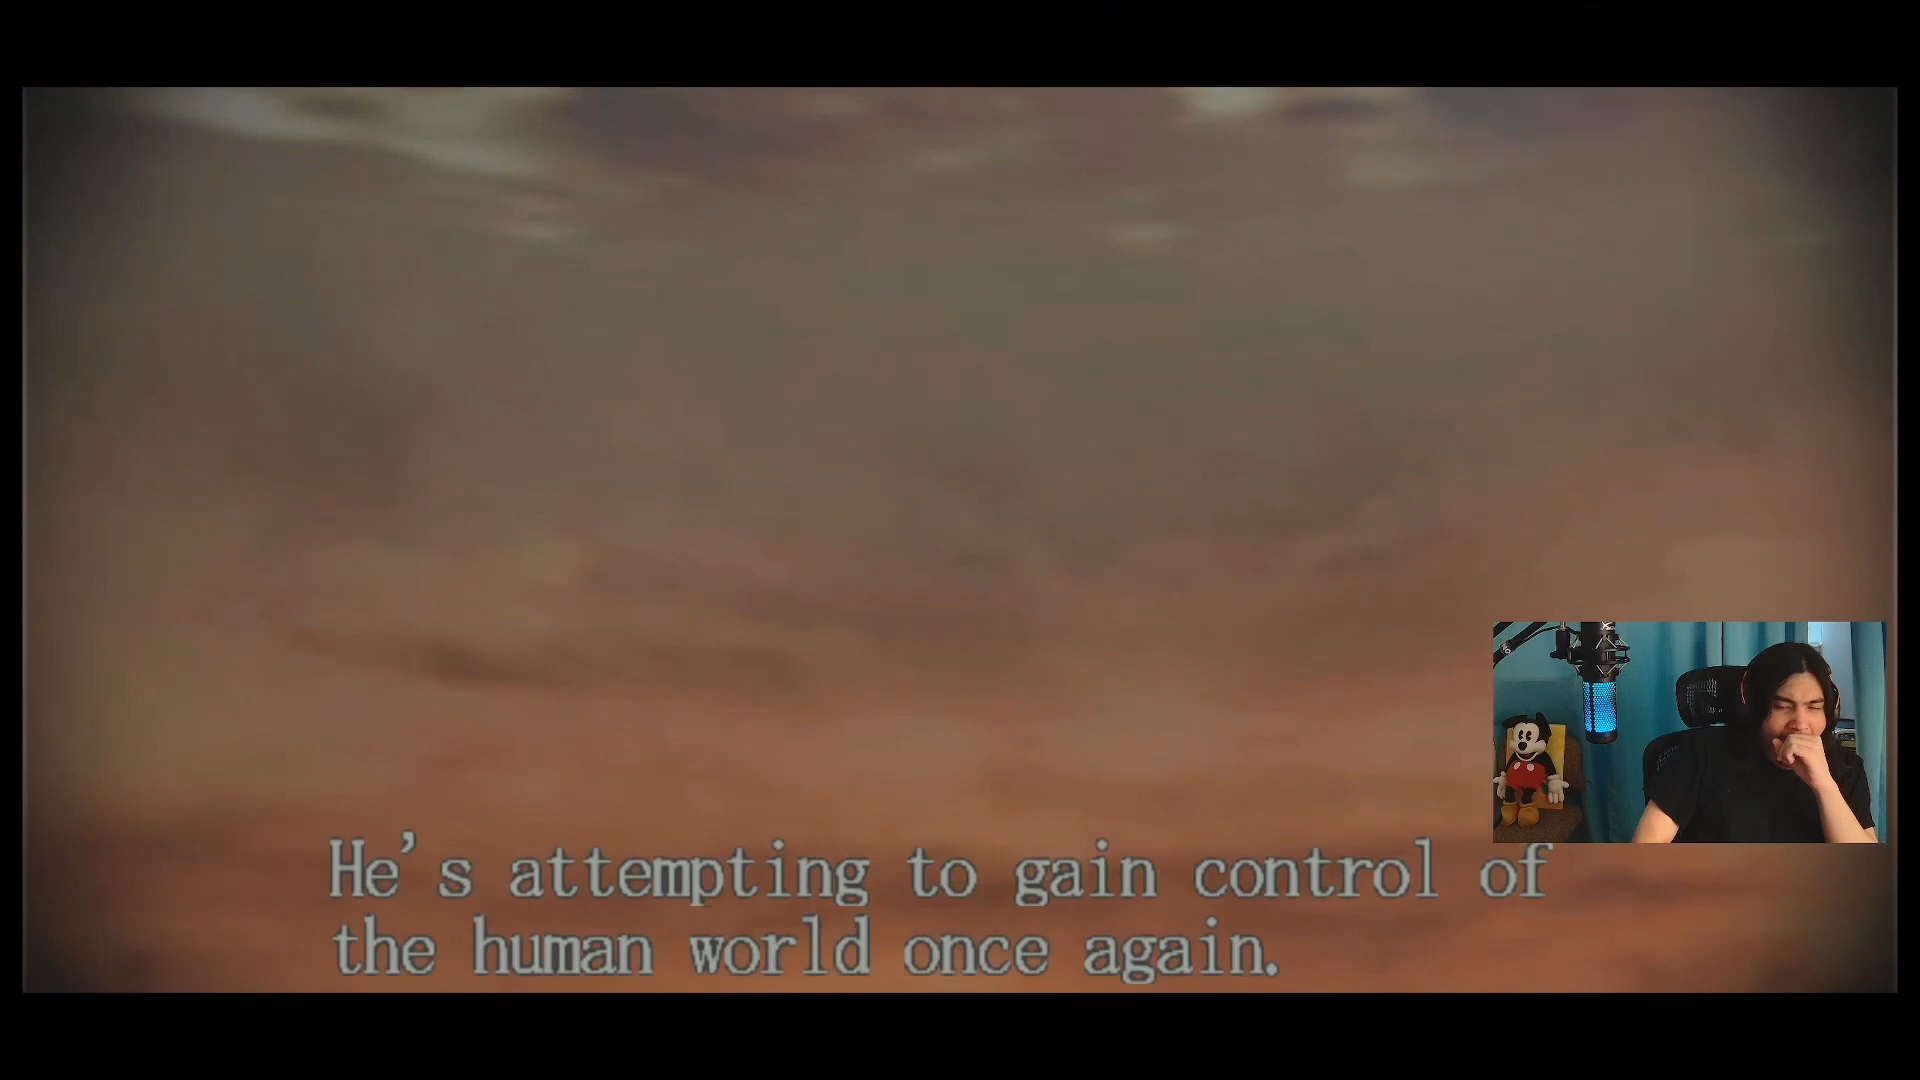 He's attempting to gain control of
the human world once again.